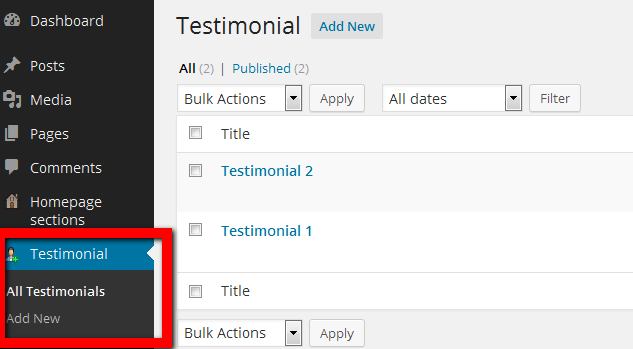 Dashboard
Posts
Media
Pages
Comments
Homepage
sections
Testimonial
All Testimonials
Add New
Testimonial Add New
All (2) | Published (2)
Bulk Actions Apply All dates Filter
Title
Testimonial 2
Testimonial 1
Title
Bulk Actions Apply